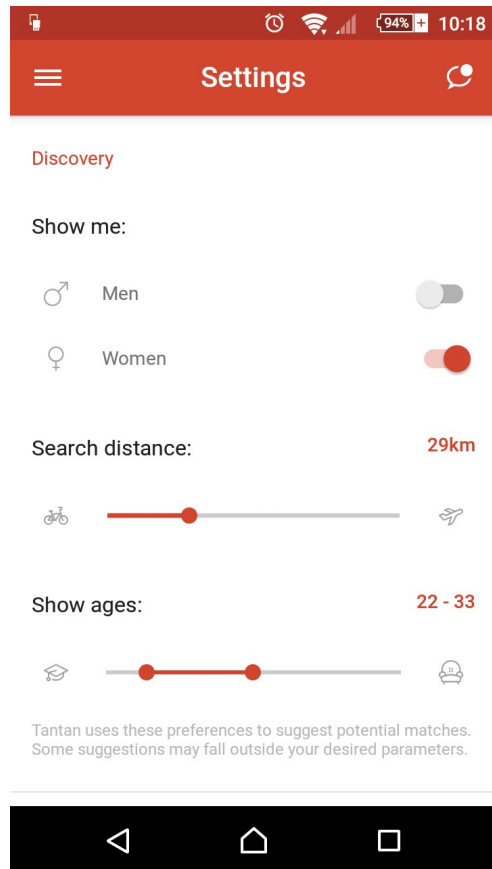 94% 10:18
Settings
Discovery
Show me:
Men
Women
Search distance: 29km
Show ages: 22 - 33
Tantan uses these preferences to suggest potential matches.
Some suggestions may fall outside your desired parameters.